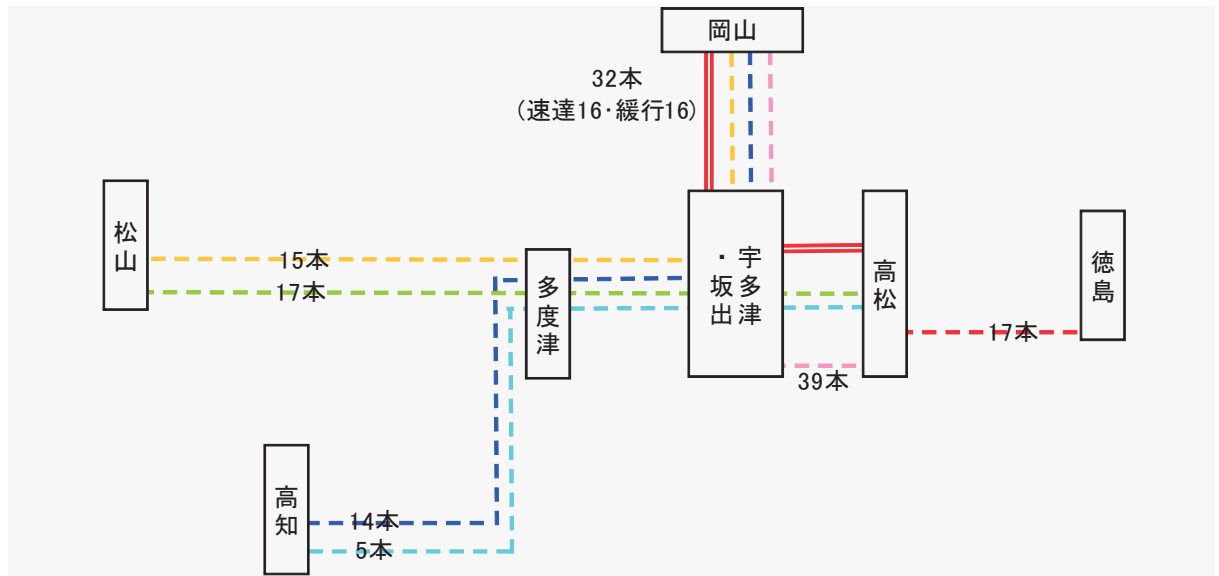 岡山
32本
(速達16･緩行16)
松山
15本
17本
多度津
宇多津
・坂出
高松
徳島
17本
39本
高知
14本
5本